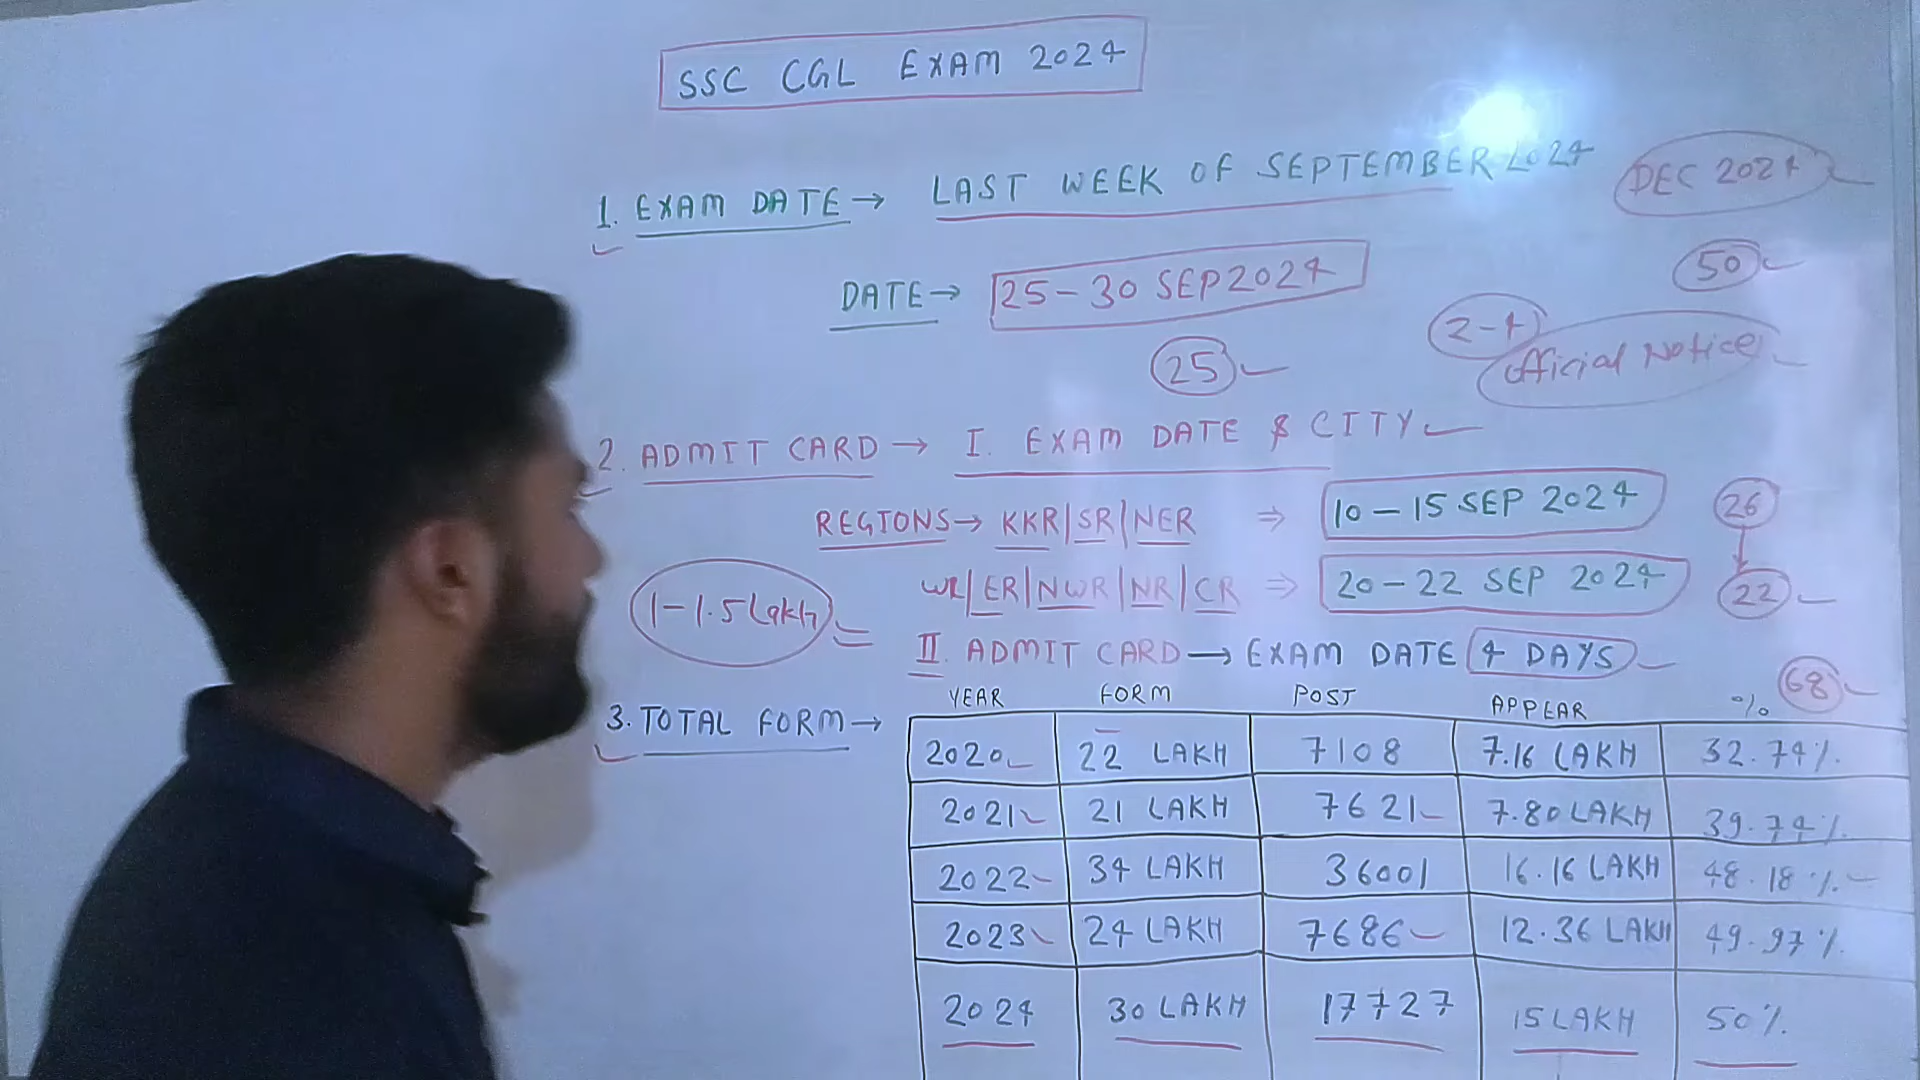 SSC CGL EXAM 2024
1. EXAM DATE → LAST WEEK OF SEPTEMBER 2024
DEC 2024
DATE → 25 – 30 SEP 2024
50
2-4
Official Notice
25
2. ADMIT CARD → I. EXAM DATE & CITY
REGIONS → KKR|SR|NER ⇒ 10 – 15 SEP 2024
26
WR|ER|NWR|NR|CR ⇒ 20 – 22 SEP 2024
22
1-1.5 Lakh
II. ADMIT CARD → EXAM DATE 4 DAYS
68
3. TOTAL FORM →
YEAR FORM POST APPEAR %
2020 22 LAKH 7108 7.16 LAKH 32.74%
2021 21 LAKH 7621 7.80 LAKH 39.74%
2022 34 LAKH 36001 16.16 LAKH 48.18%
2023 24 LAKH 7686 12.36 LAKH 49.97%
2024 30 LAKH 17727 15 LAKH 50%